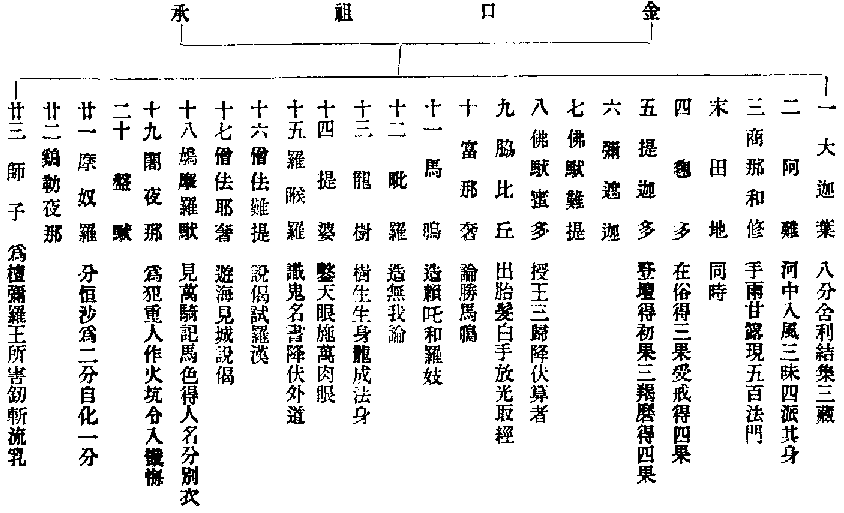 金口祖承
一大迦葉 八分舍利結集三藏
二阿難 河中入風三昧四派其身
三商那和修 手雨甘露現五百法門
末田地 同時
四毱多 在俗得三果受戒得四果
五提迦多 登壇得初果三羯磨得四果
六彌遮迦
七佛馱難提
八佛馱蜜多 授王三歸降伏算者
九脇比丘 出胎髮白手放光取經
十富那奢 論勝馬鳴
十一馬鳴 造賴吒和羅妓
十二毗羅 造無我論
十三龍樹 樹生生身龍成法身
十四提婆 鑿天眼施萬肉眼
十五羅睺羅 識鬼名書降伏外道
十六僧佉難提 說偈試羅漢
十七僧佉耶奢 遊海見城說偈
十八鳩摩羅馱 見萬騎記馬色得人名分別衣
十九闍夜那 為犯重人作火坑令入懺悔
二十盤馱
廿一摩奴羅 分恒沙為二分自化一分
廿二鶴勒夜那
廿三師子 為檀彌羅王所害劒斬流乳